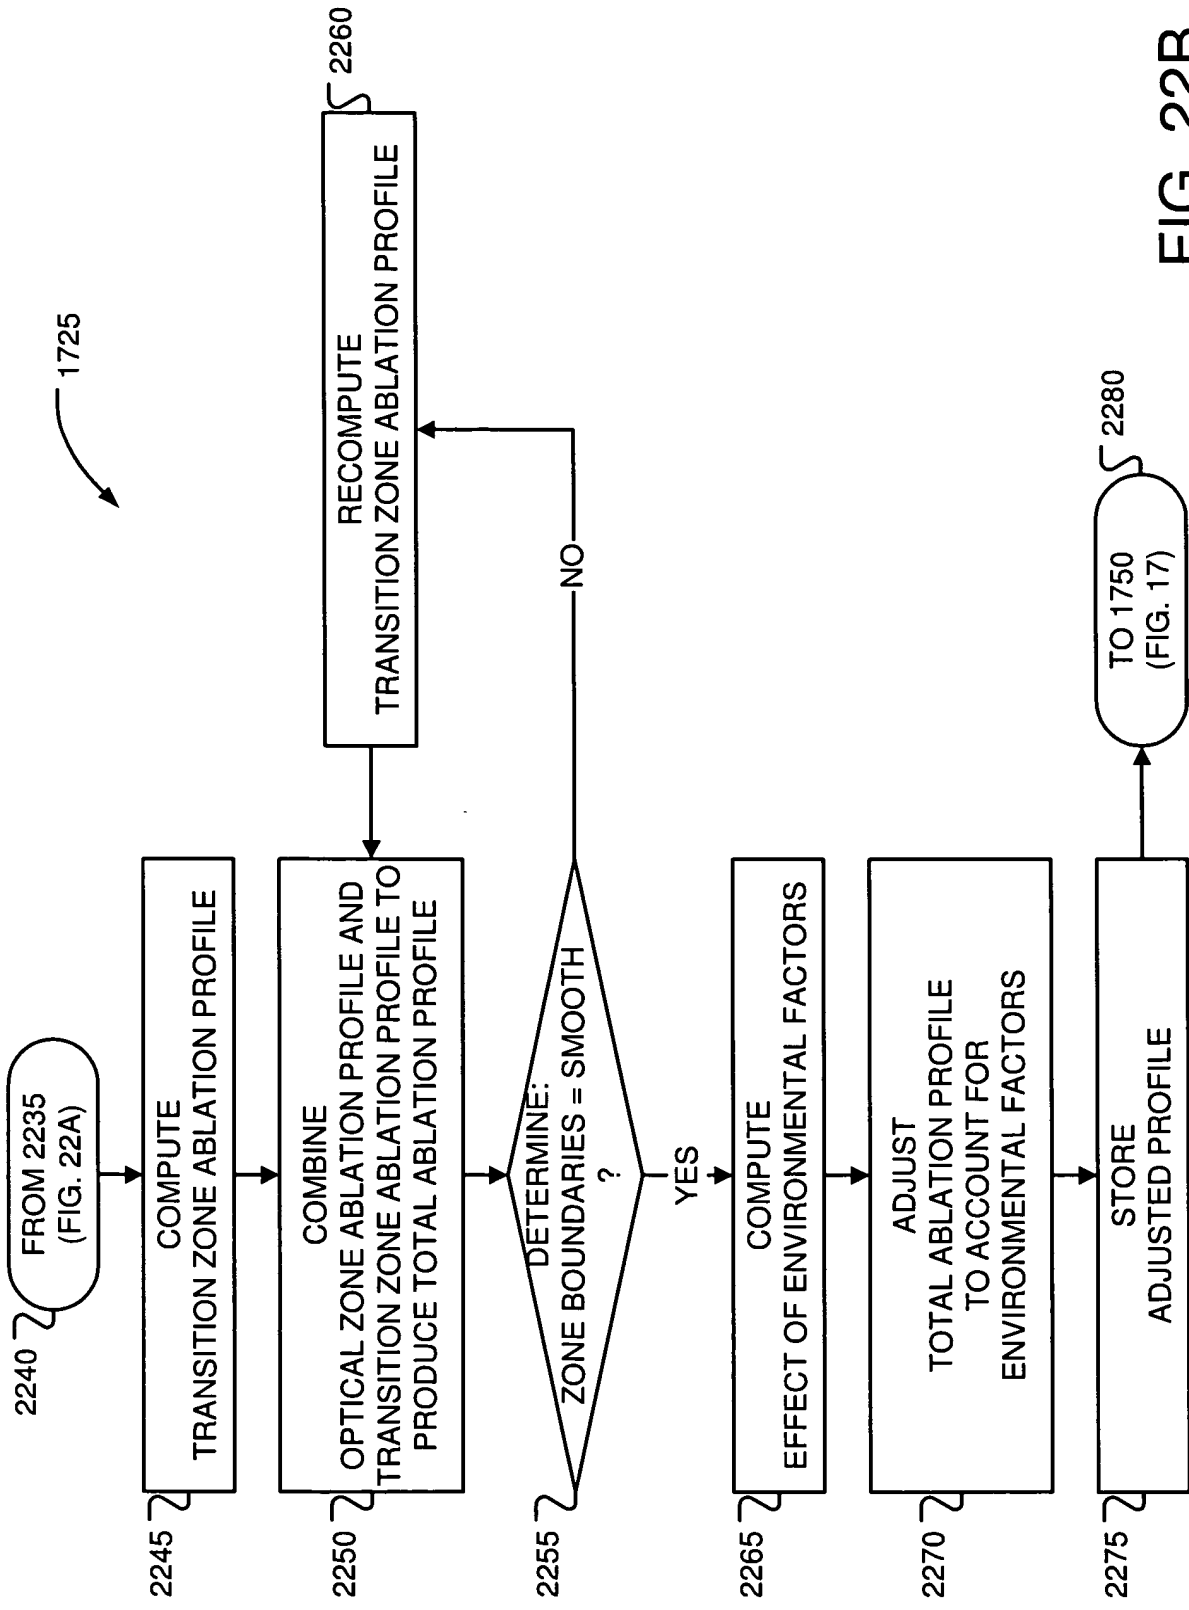 1725
2240
FROM 2235
(FIG. 22A)
2245
COMPUTE
TRANSITION ZONE ABLATION PROFILE
2250
COMBINE
OPTICAL ZONE ABLATION PROFILE AND
TRANSITION ZONE ABLATION PROFILE TO
PRODUCE TOTAL ABLATION PROFILE
2260
RECOMPUTE
TRANSITION ZONE ABLATION PROFILE
2255
DETERMINE:
ZONE BOUNDARIES = SMOOTH
?
NO
YES
2265
COMPUTE
EFFECT OF ENVIRONMENTAL FACTORS
2270
ADJUST
TOTAL ABLATION PROFILE
TO ACCOUNT FOR
ENVIRONMENTAL FACTORS
2275
STORE
ADJUSTED PROFILE
2280
TO 1750
(FIG. 17)
FIG. 22B